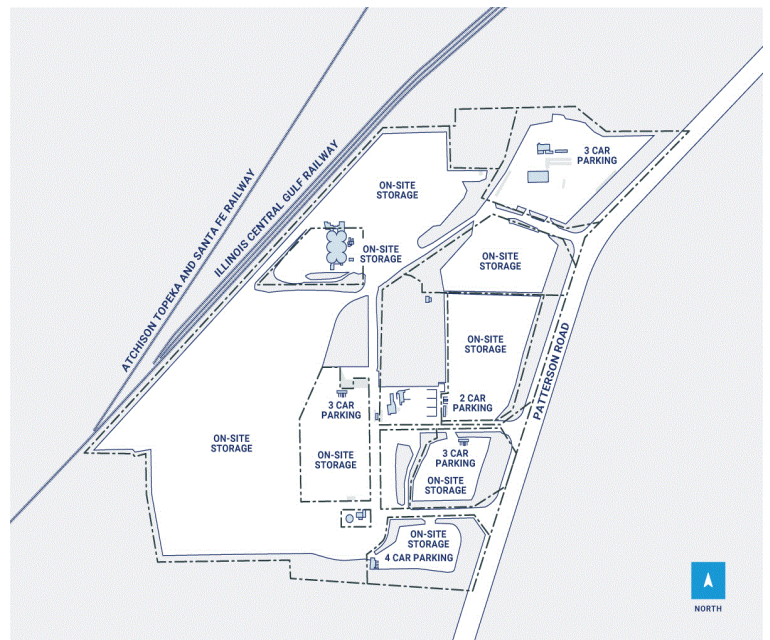 3 CAR
PARKING
ON-SITE
STORAGE
ATCHISON TOPEKA AND SANTA FE RAILWAY
ILLINOIS CENTRAL GULF RAILWAY
ON-SITE
STORAGE
ON-SITE
STORAGE
ON-SITE
STORAGE
PATTERSON ROAD
3 CAR
PARKING
2 CAR
PARKING
ON-SITE
STORAGE
ON-SITE
STORAGE
3 CAR
PARKING
ON-SITE
STORAGE
ON-SITE
STORAGE
4 CAR PARKING
NORTH